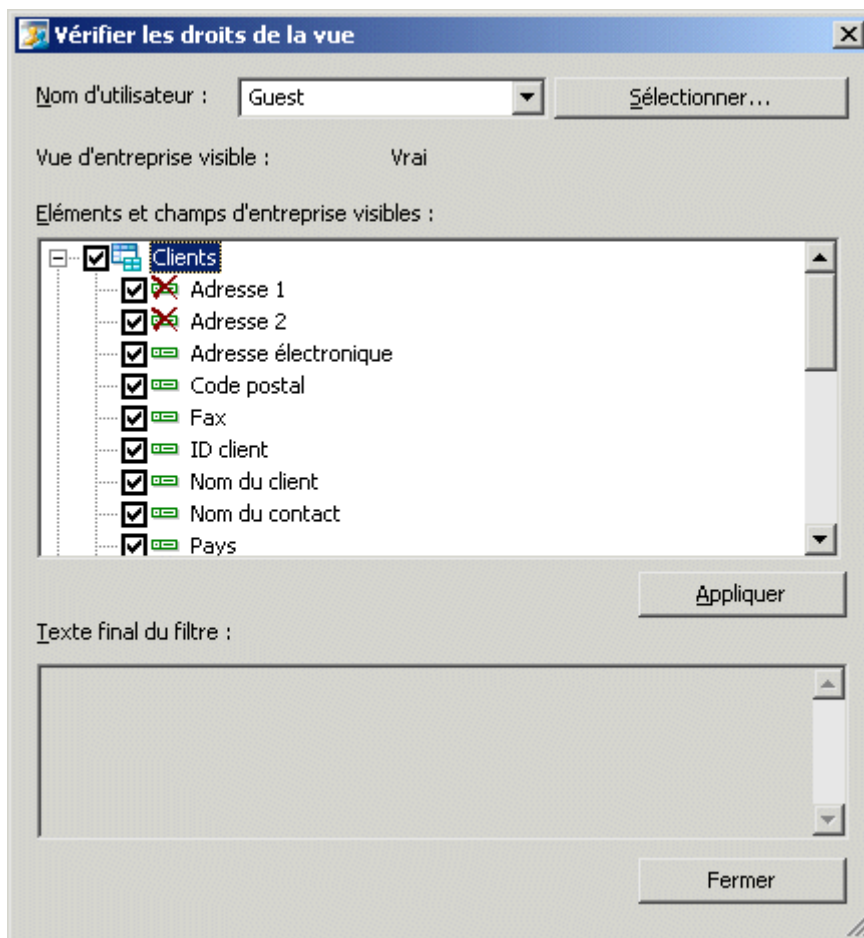 Vérifier les droits de la vue
Nom d'utilisateur : Guest Sélectionner...
Vue d'entreprise visible : Vrai
Eléments et champs d'entreprise visibles :
Clients
Adresse 1
Adresse 2
Adresse électronique
Code postal
Fax
ID client
Nom du client
Nom du contact
Pays
Appliquer
Texte final du filtre :
Fermer